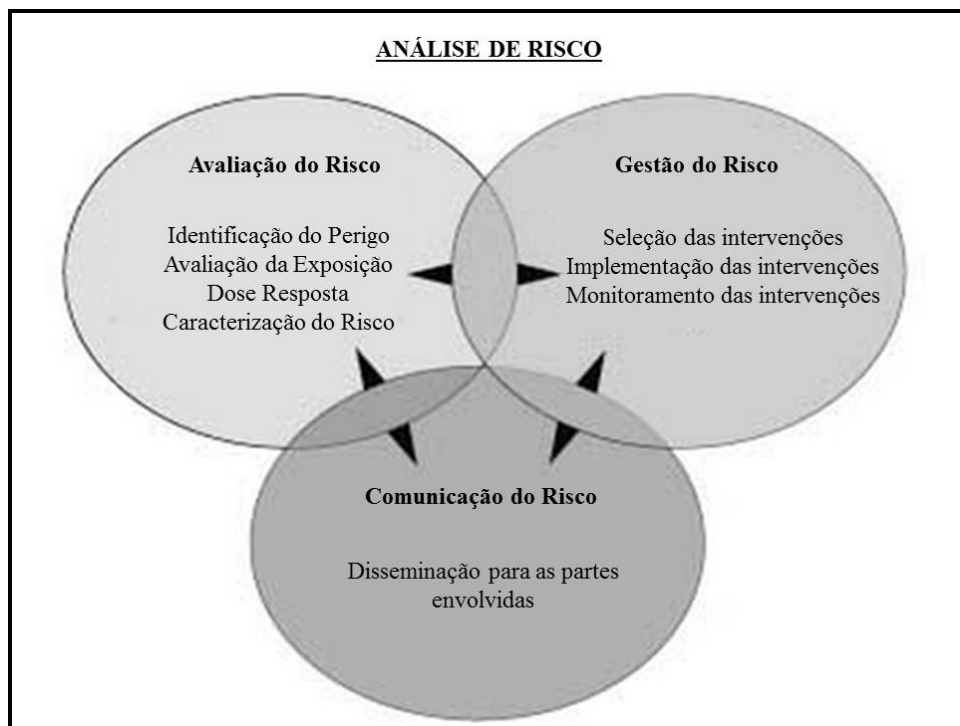 ANÁLISE DE RISCO
Avaliação do Risco
Identificação do Perigo
Avaliação da Exposição
Dose Resposta
Caracterização do Risco
Gestão do Risco
Seleção das intervenções
Implementação das intervenções
Monitoramento das intervenções
Comunicação do Risco
Disseminação para as partes
envolvidas